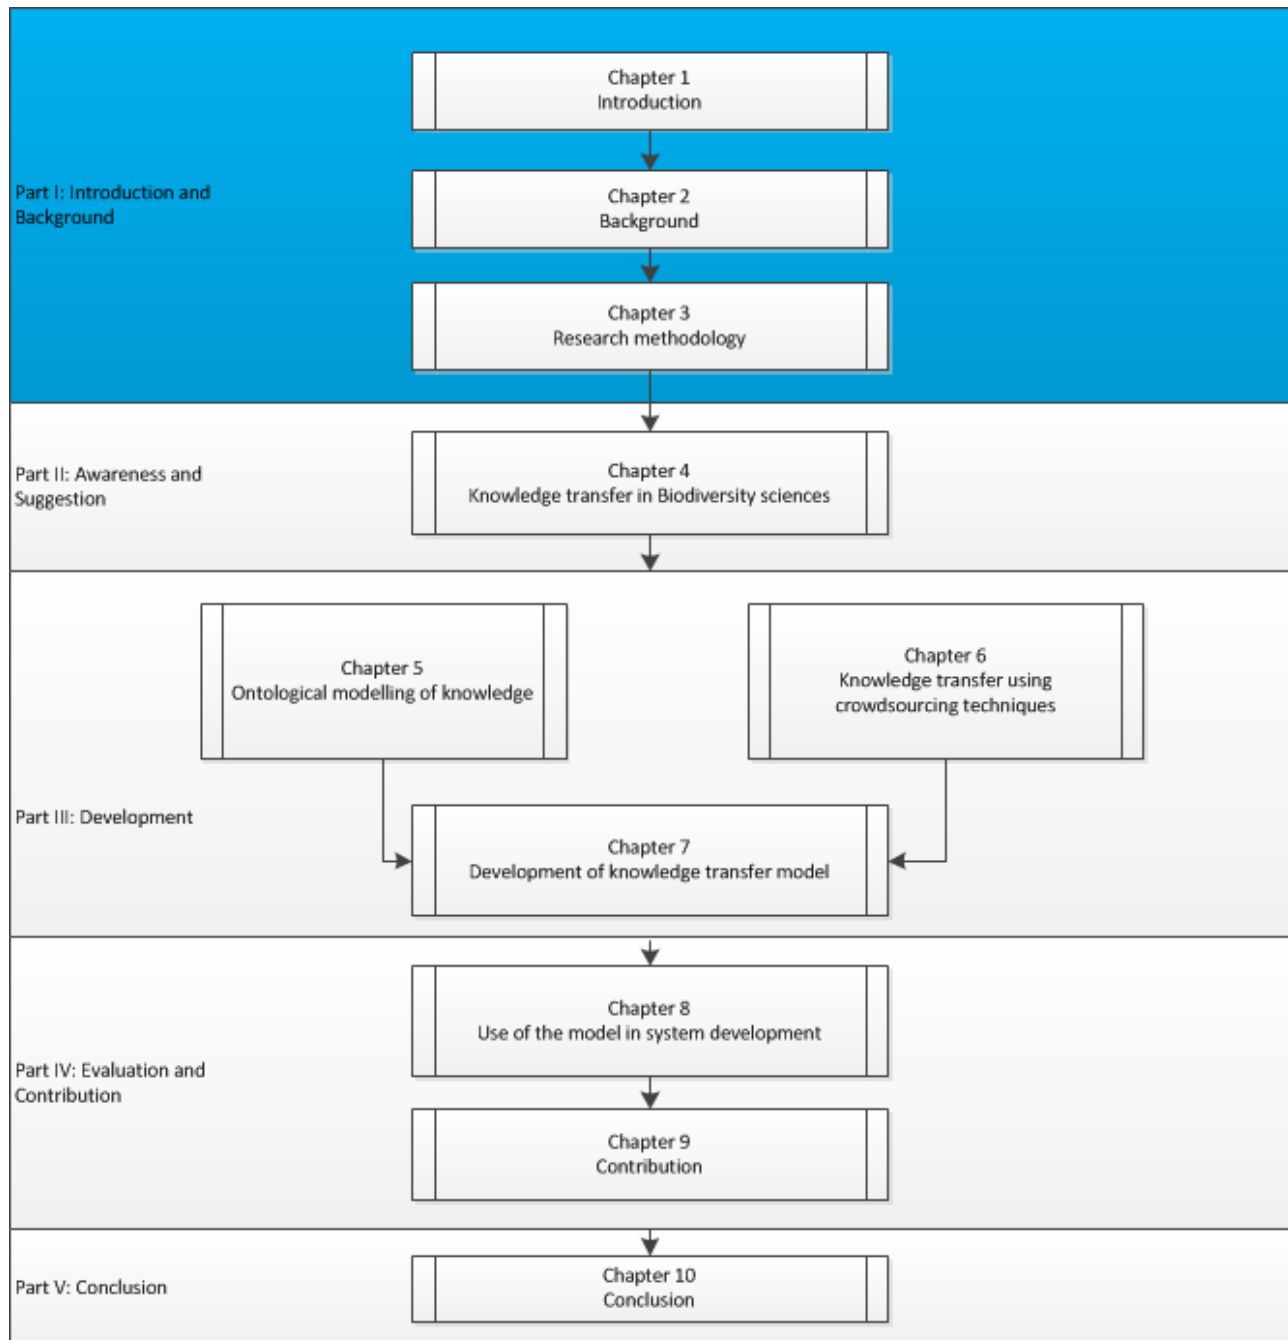 Chapter 1
Introduction
Part I: Introduction and
Background
Chapter 2
Background
Chapter 3
Research methodology
Part II: Awareness and
Suggestion
Chapter 4
Knowledge transfer in Biodiversity sciences
Chapter 5
Ontological modelling of knowledge
Chapter 6
Knowledge transfer using
crowdsourcing techniques
Part III: Development
Chapter 7
Development of knowledge transfer model
Chapter 8
Use of the model in system development
Part IV: Evaluation and
Contribution
Chapter 9
Contribution
Part V: Conclusion
Chapter 10
Conclusion